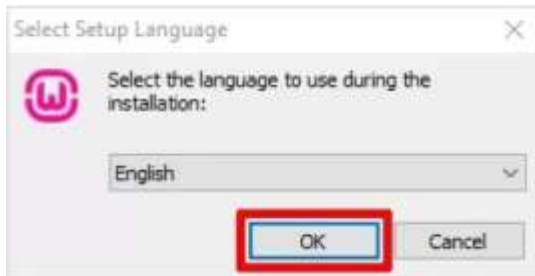 Select Setup Language
Select the language to use during the
installation:
English
OK
Cancel